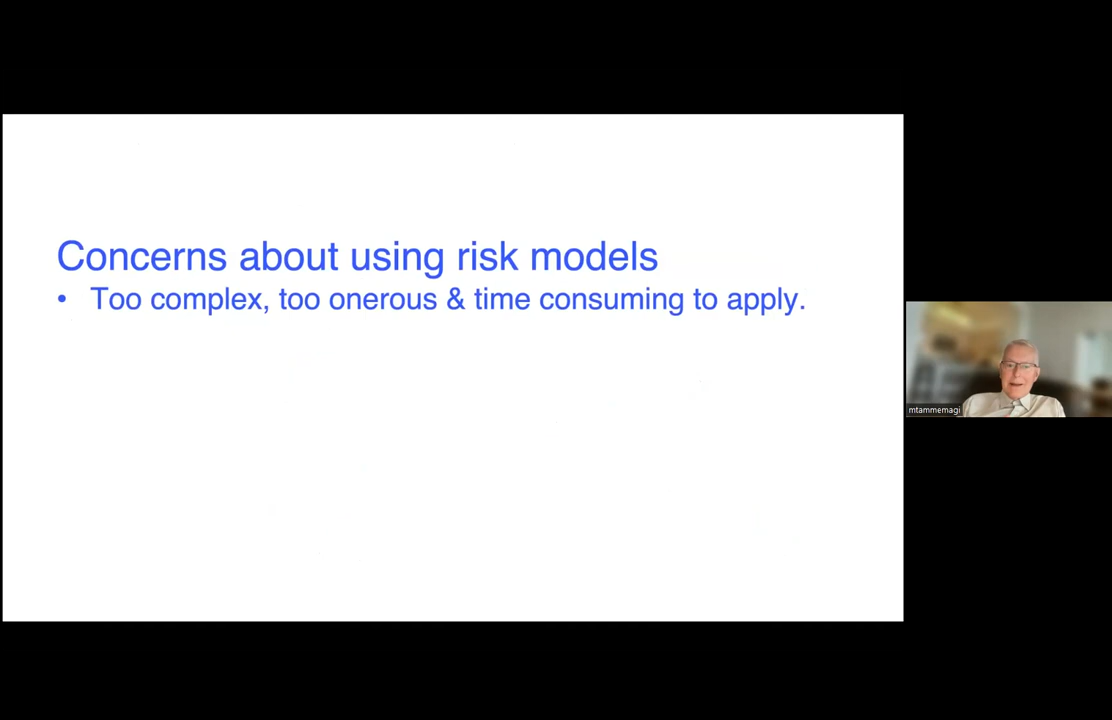 Concerns about using risk models
• Too complex, too onerous & time consuming to apply.
mtammemagi